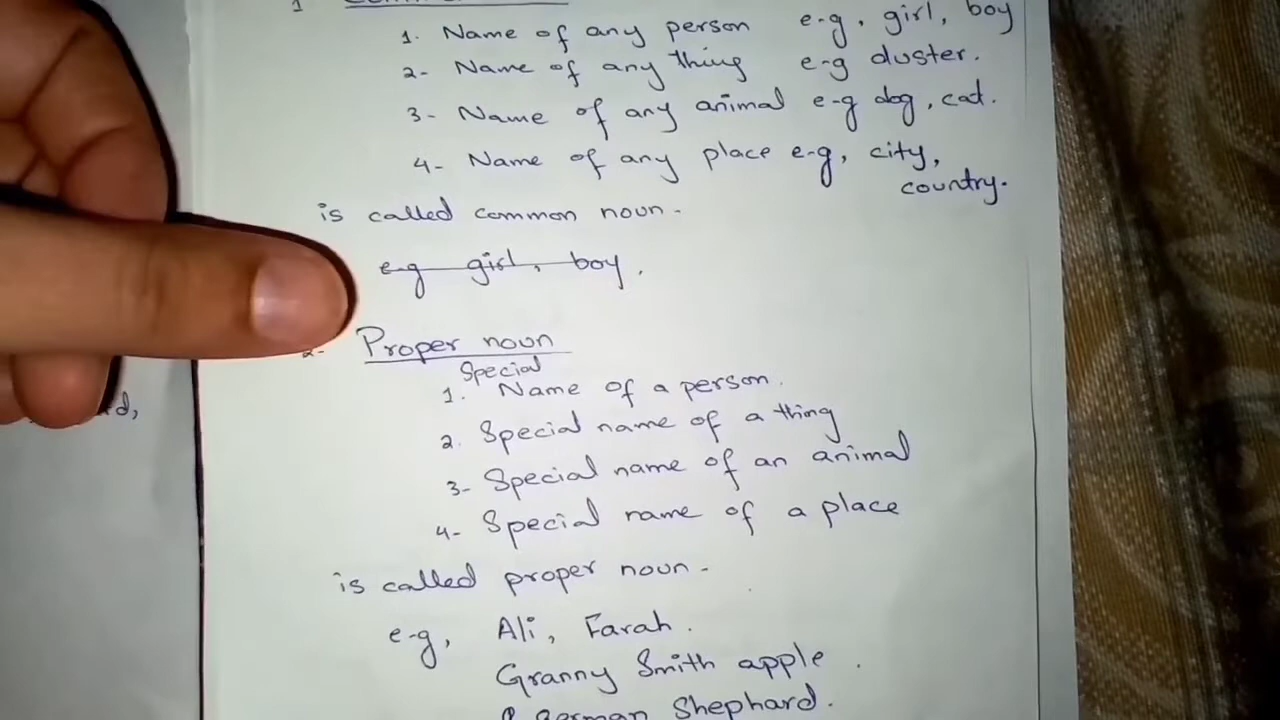 1
1. Name of any person e-g, girl, boy
2- Name of any thing e-g duster.
3- Name of any animal e-g dog, cat.
4- Name of any place e-g, city,
country.
is called common noun-
e-g girl, boy.
2- Proper noun
Special
1. Name of a person.
2. Special name of a thing
3- Special name of an animal
4- Special name of a place
is called proper noun-
e-g, Ali, Farah.
Granny Smith apple.
German Shephard.